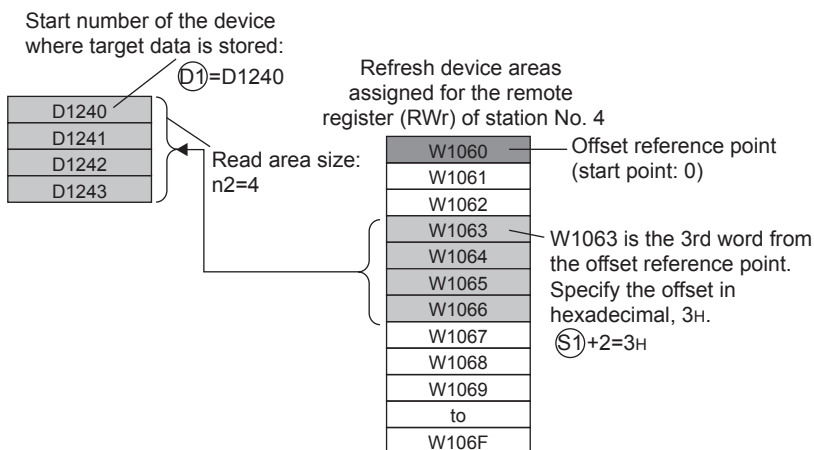 Start number of the device
where target data is stored:
D1=D1240
D1240
D1241
D1242
D1243
Read area size:
n2=4
Refresh device areas
assigned for the remote
register (RWr) of station No. 4
W1060
W1061
W1062
W1063
W1064
W1065
W1066
W1067
W1068
W1069
to
W106F
Offset reference point
(start point: 0)
W1063 is the 3rd word from
the offset reference point.
Specify the offset in
hexadecimal, 3H.
S1+2=3H